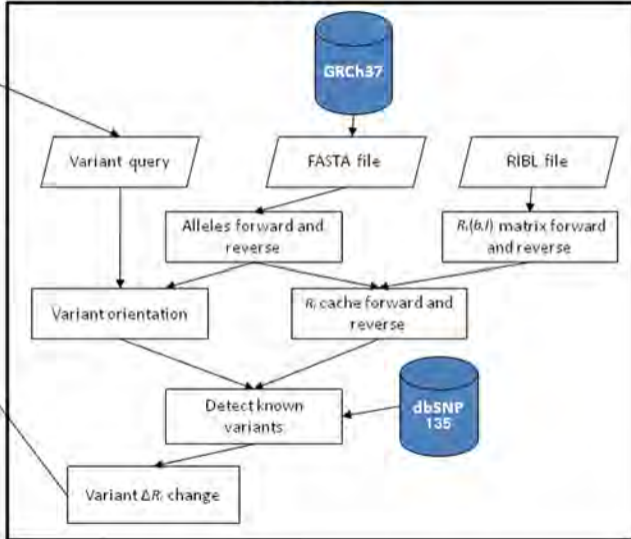 GRCh37
Variant query
FASTA file
RIBL file
Alleles forward and
reverse
Ri(b,l) matrix forward
and reverse
Variant orientation
Ri cache forward and
reverse
Detect known
variants
dbSNP
135
Variant ΔRi change